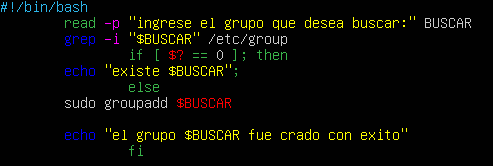 #!/bin/bash
read -p "ingrese el grupo que desea buscar:" BUSCAR
grep -i "$BUSCAR" /etc/group
if [ $? == 0 ]; then
echo "existe $BUSCAR";
else
sudo groupadd $BUSCAR
echo "el grupo $BUSCAR fue crado con exito"
fi